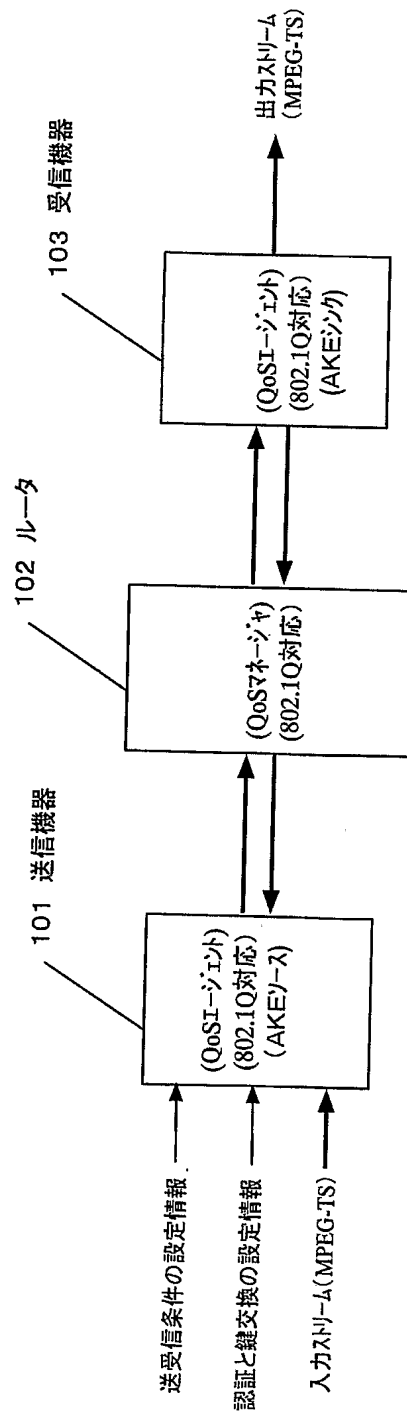 送受信条件の設定情報
認証と鍵交換の設定情報
入力ストリーム(MPEG-TS)
101 送信機器
(QoSエージェント)
(802.1Q対応)
(AKEソース)
102 ルータ
(QoSマネージャ)
(802.1Q対応)
103 受信機器
(QoSエージェント)
(802.1Q対応)
(AKEシンク)
出力ストリーム
(MPEG-TS)